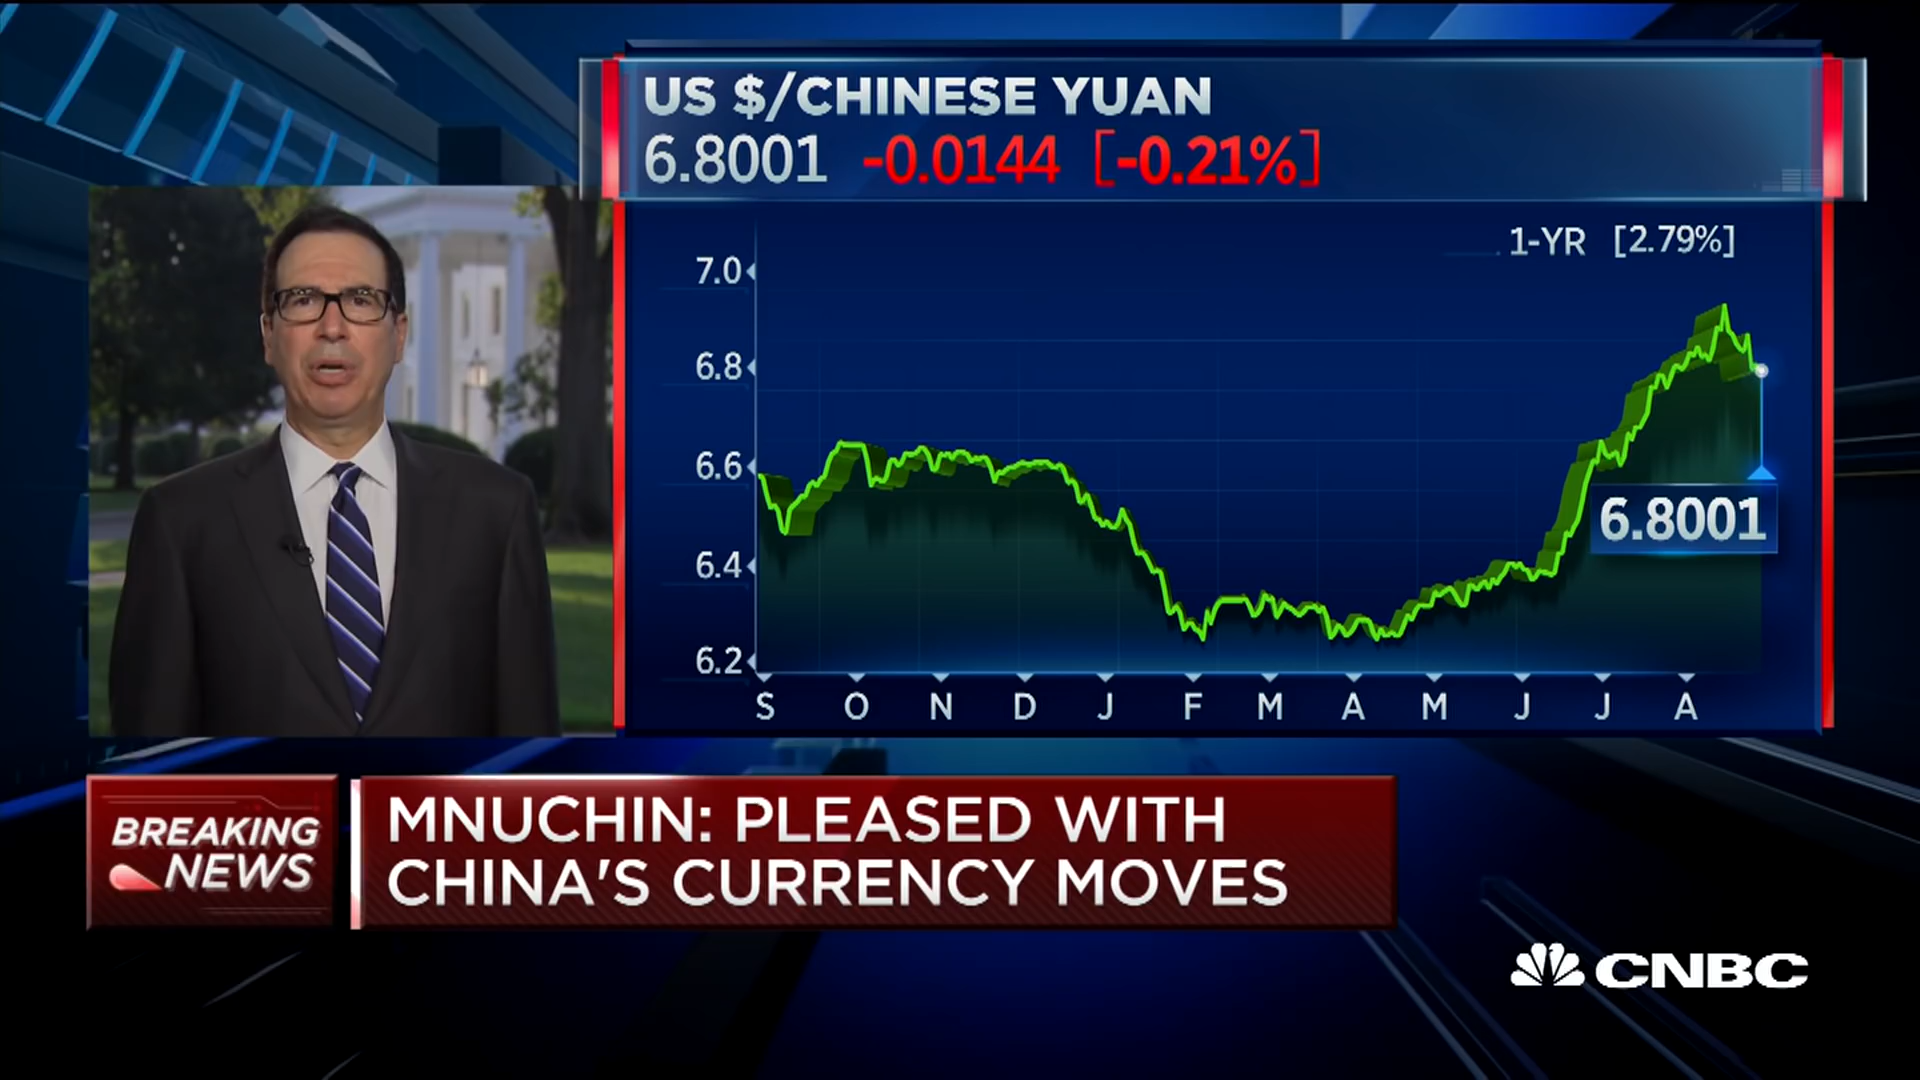 US $/CHINESE YUAN
6.8001 -0.0144 [-0.21%]
1-YR [2.79%]
7.0
6.8
6.6
6.4
6.2
6.8001
S O N D J F M A M J J A
BREAKING
NEWS
MNUCHIN: PLEASED WITH
CHINA'S CURRENCY MOVES
CNBC